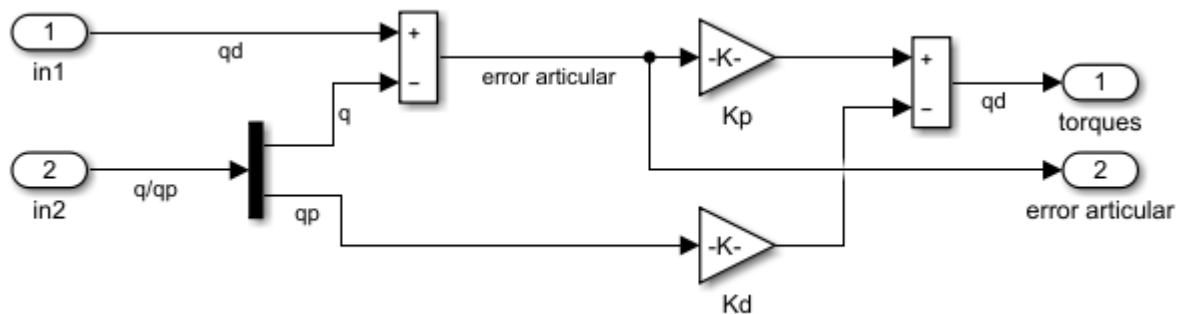 1
in1
qd
+
−
q
error articular
2
in2
q/qp
qp
-K-
Kp
-K-
Kd
+
−
qd
1
torques
2
error articular